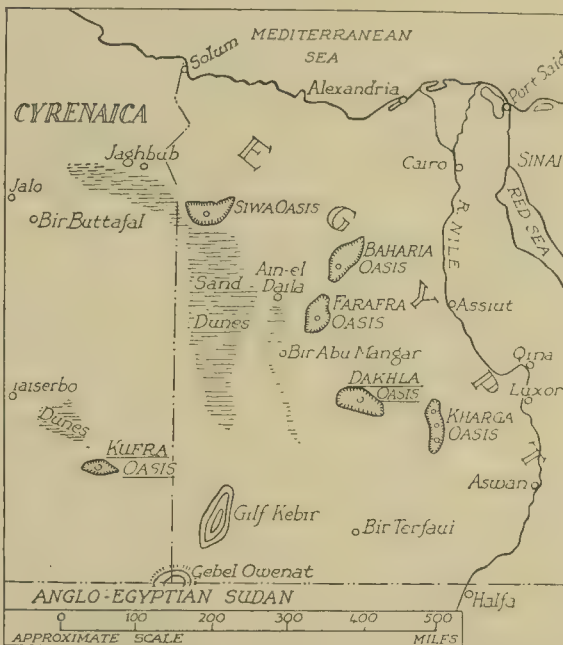 MEDITERRANEAN
SEA
Solum
Alexandria
Port Said
CYRENAICA
E
G
Y
P
T
Jaghbub
Cairo
SINAI
Jalo
Bir Buttafal
SIWA OASIS
R. NILE
RED SEA
BAHARIA
OASIS
Ain-el
Daila
Sand
Dunes
FARAFRA
OASIS
Assiut
Bir Abu Mangar
Qina
Taiserbo
DAKHLA
OASIS
Luxor
Dunes
KHARGA
OASIS
KUFRA
OASIS
Aswan
Gilf Kebir
Bir Terfaui
Gebel Owenat
ANGLO-EGYPTIAN SUDAN
Halfa
0 100 200 300 400 500
APPROXIMATE SCALE MILES